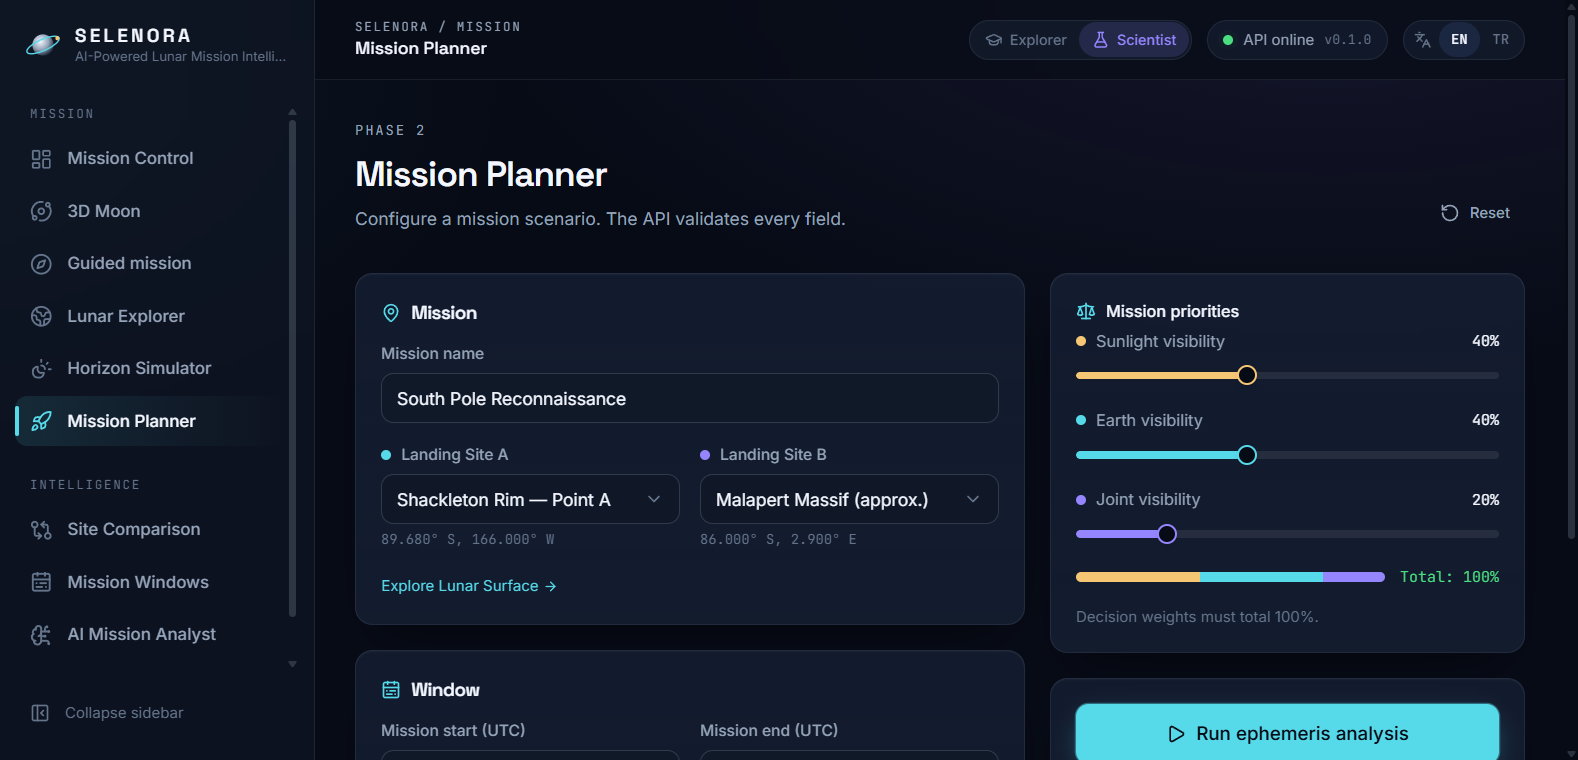 SELENORA
AI-Powered Lunar Mission Intelli...
MISSION
Mission Control
3D Moon
Guided mission
Lunar Explorer
Horizon Simulator
Mission Planner
INTELLIGENCE
Site Comparison
Mission Windows
AI Mission Analyst
Collapse sidebar
SELENORA / MISSION
Mission Planner
Explorer
Scientist
API online v0.1.0
EN
TR
PHASE 2
Mission Planner
Configure a mission scenario. The API validates every field.
Reset
Mission
Mission name
South Pole Reconnaissance
Landing Site A
Shackleton Rim — Point A
89.680° S, 166.000° W
Landing Site B
Malapert Massif (approx.)
86.000° S, 2.900° E
Explore Lunar Surface →
Window
Mission start (UTC)
Mission end (UTC)
Mission priorities
Sunlight visibility 40%
Earth visibility 40%
Joint visibility 20%
Total: 100%
Decision weights must total 100%.
Run ephemeris analysis